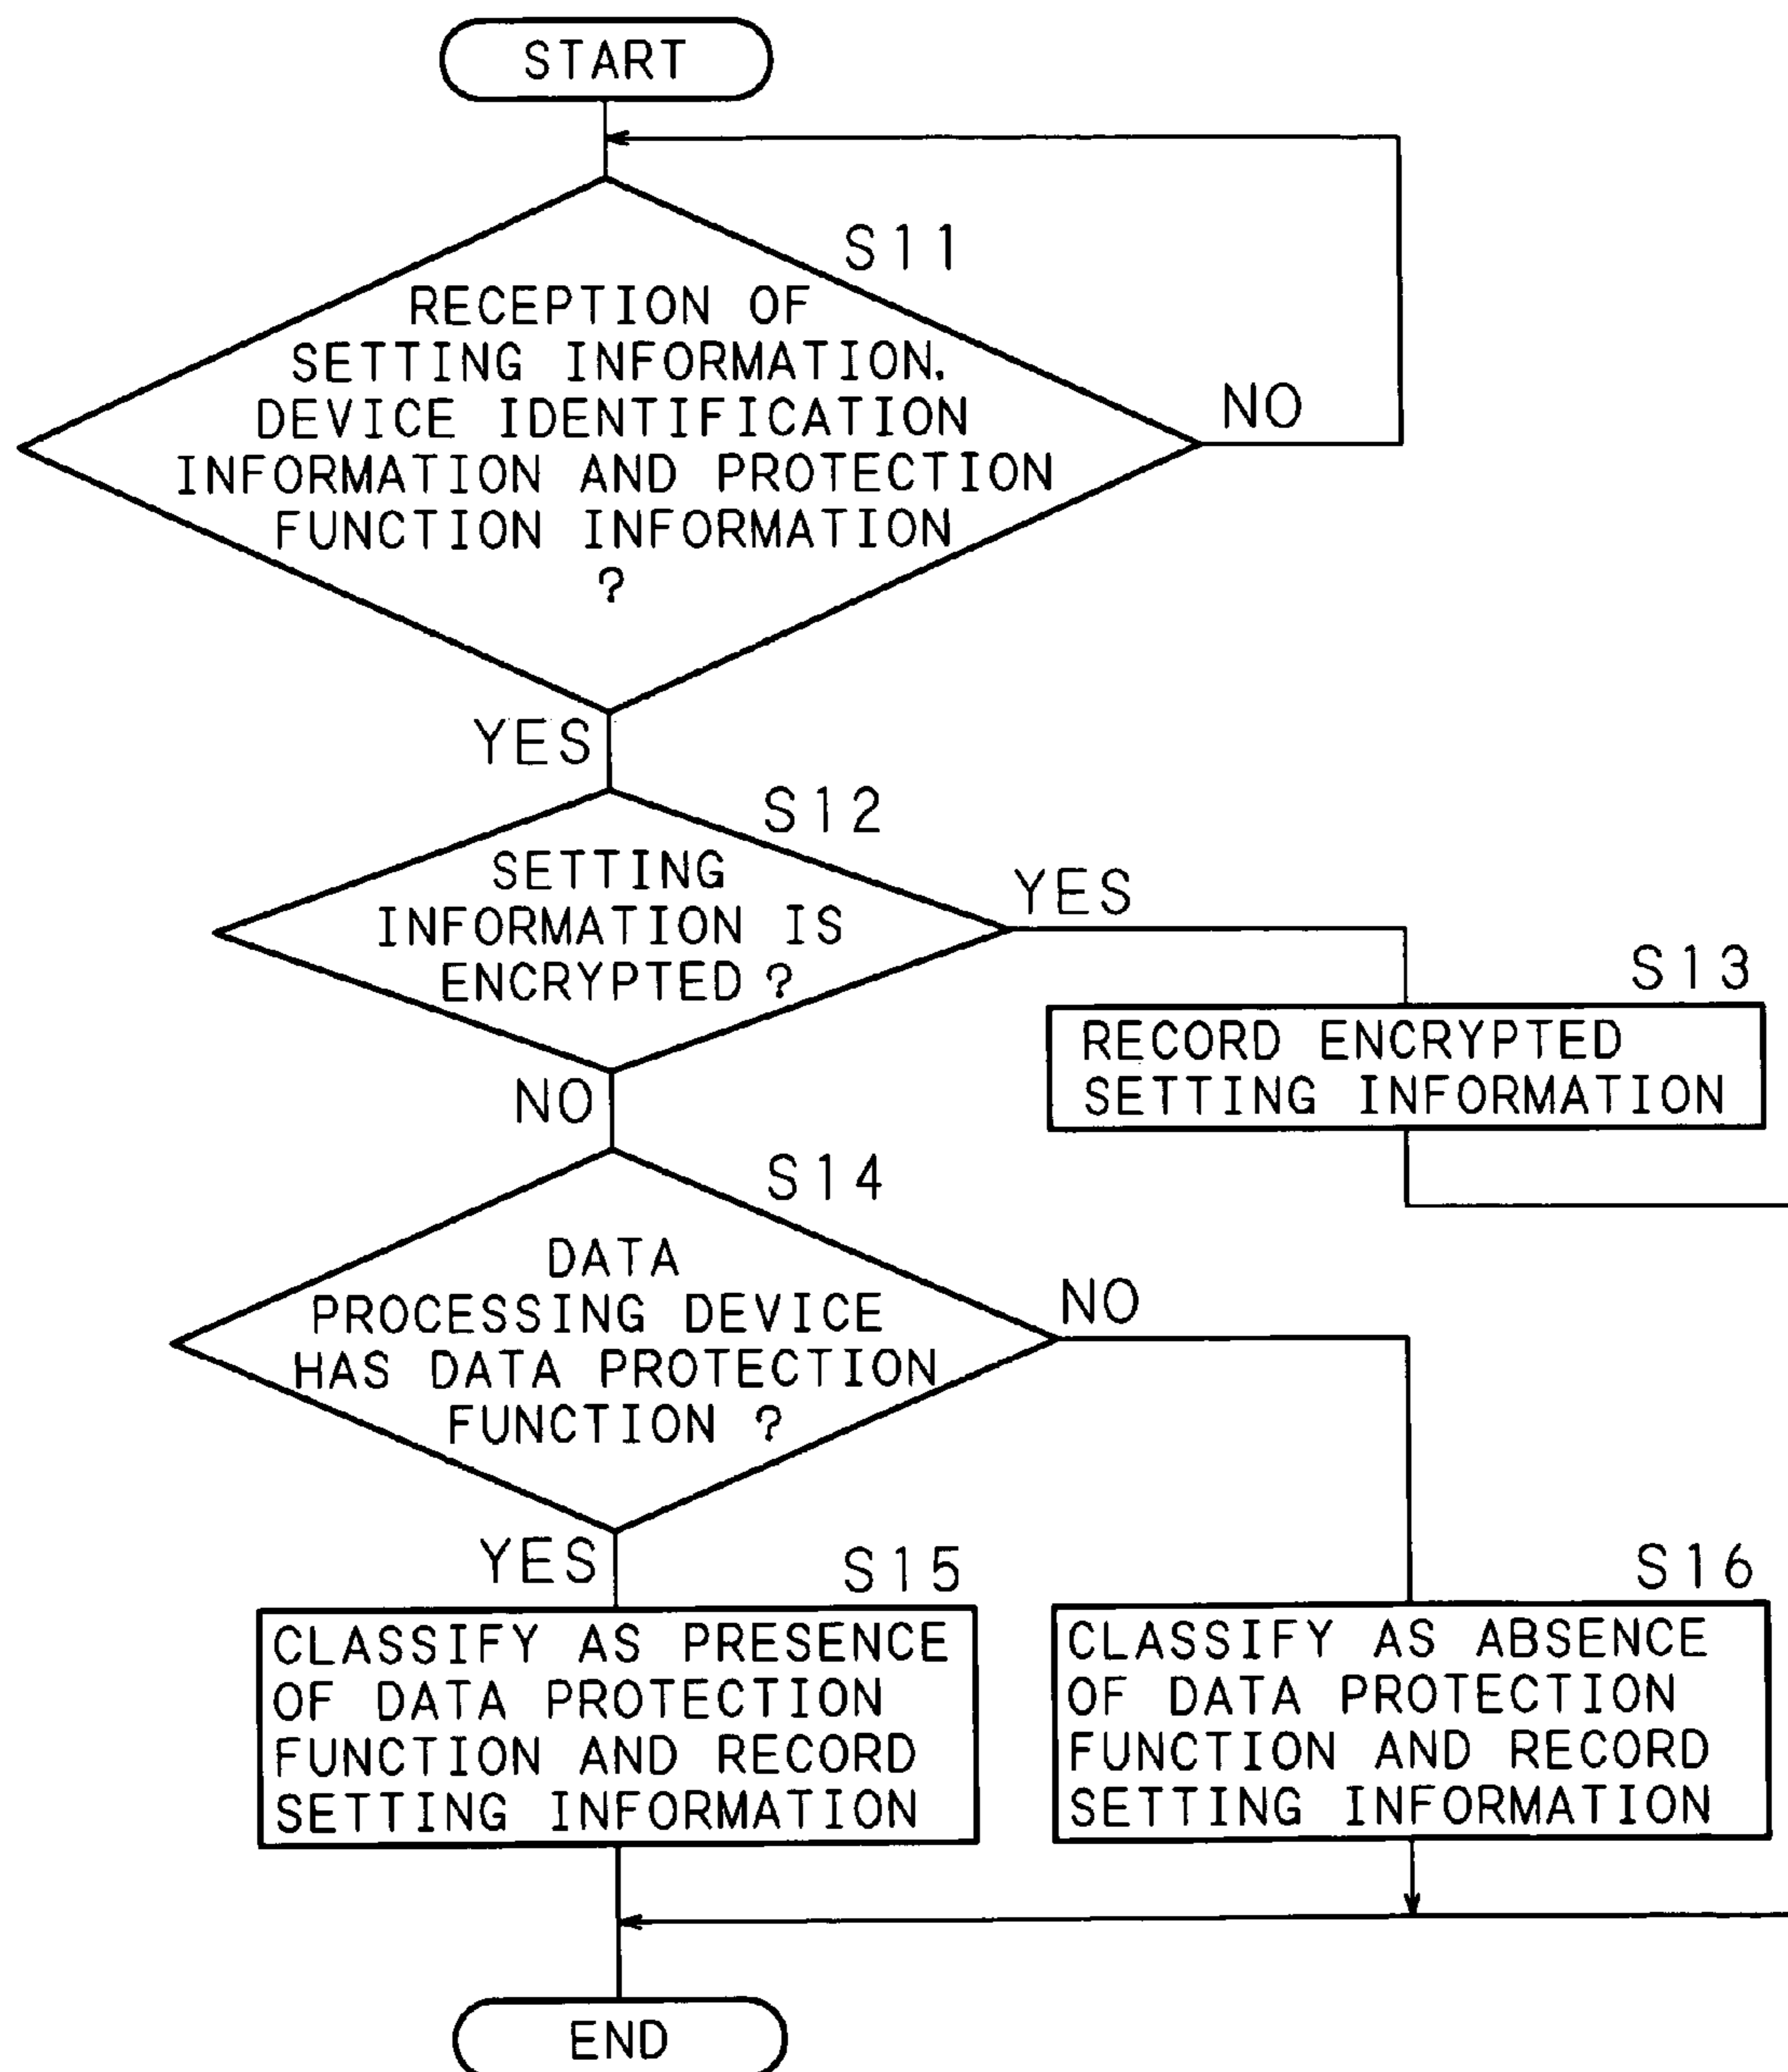 START
S11
RECEPTION OF
SETTING INFORMATION,
DEVICE IDENTIFICATION
INFORMATION AND PROTECTION
FUNCTION INFORMATION
?
NO
YES
S12
SETTING
INFORMATION IS
ENCRYPTED ?
YES
S13
RECORD ENCRYPTED
SETTING INFORMATION
NO
S14
DATA
PROCESSING DEVICE
HAS DATA PROTECTION
FUNCTION ?
NO
YES
S15
CLASSIFY AS PRESENCE
OF DATA PROTECTION
FUNCTION AND RECORD
SETTING INFORMATION
S16
CLASSIFY AS ABSENCE
OF DATA PROTECTION
FUNCTION AND RECORD
SETTING INFORMATION
END